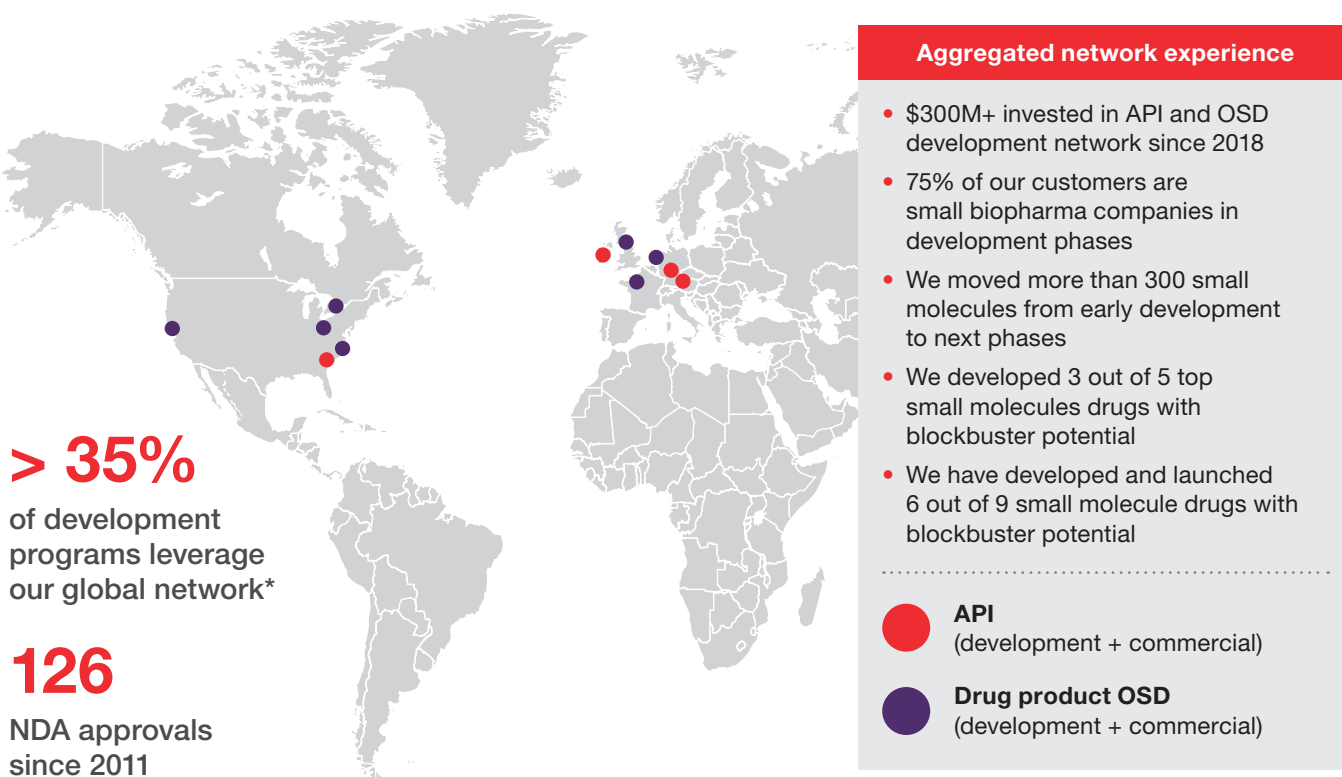 > 35%
of development
programs leverage
our global network*
126
NDA approvals
since 2011
Aggregated network experience
• $300M+ invested in API and OSD
development network since 2018
• 75% of our customers are
small biopharma companies in
development phases
• We moved more than 300 small
molecules from early development
to next phases
• We developed 3 out of 5 top
small molecules drugs with
blockbuster potential
• We have developed and launched
6 out of 9 small molecule drugs with
blockbuster potential
API
(development + commercial)
Drug product OSD
(development + commercial)